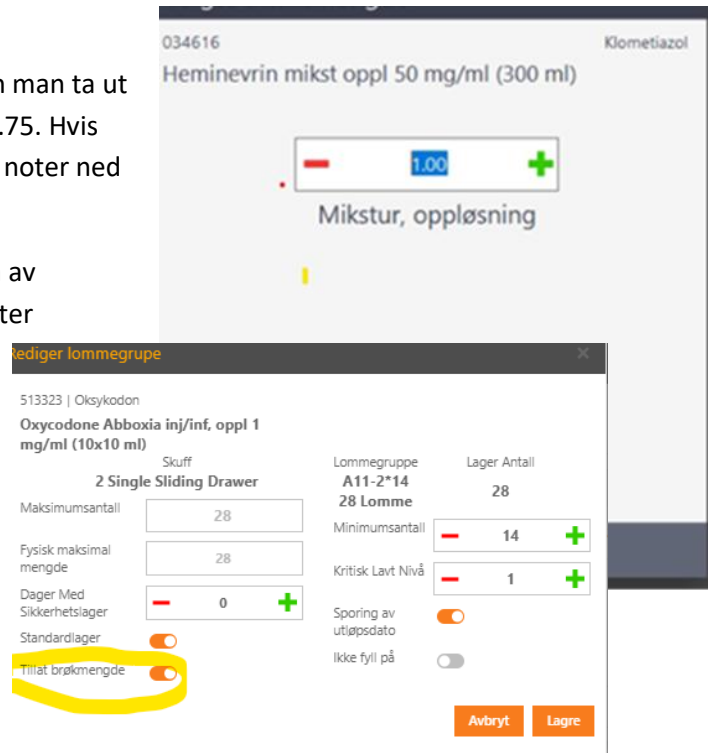 man ta ut
.75. Hvis
noter ned
av
034616
Klometiazol
Heminevrin mikst oppl 50 mg/ml (300 ml)
1.00
Mikstur, oppløsning
Rediger lommegrupe
513323 | Oksykodon
Oxycodone Abboxia inj/inf, oppl 1
mg/ml (10x10 ml)
Skuff
2 Single Sliding Drawer
Lommegruppe
A11-2*14
28 Lomme
Lager Antall
28
Maksimumsantall
28
Minimumsantall
14
Fysisk maksimal
mengde
28
Kritisk Lavt Nivå
1
Dager Med
Sikkerhetslager
0
Sporing av
utløpsdato
Standardlager
Ikke fyll på
Tillat brøkmengde
Avbryt
Lagre